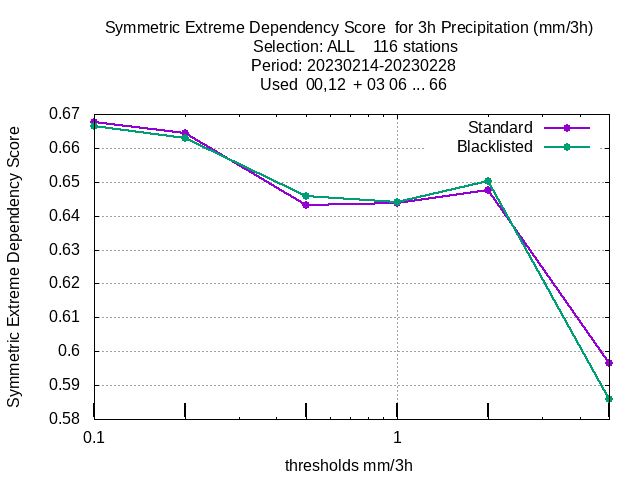 Symmetric Extreme Dependency Score  for 3h Precipitation (mm/3h)
Selection: ALL    116 stations
Period: 20230214-20230228
Used  00,12  + 03 06 ... 66
Standard
Blacklisted
Symmetric Extreme Dependency Score
0.67
0.66
0.65
0.64
0.63
0.62
0.61
0.6
0.59
0.58
0.1
1
thresholds mm/3h